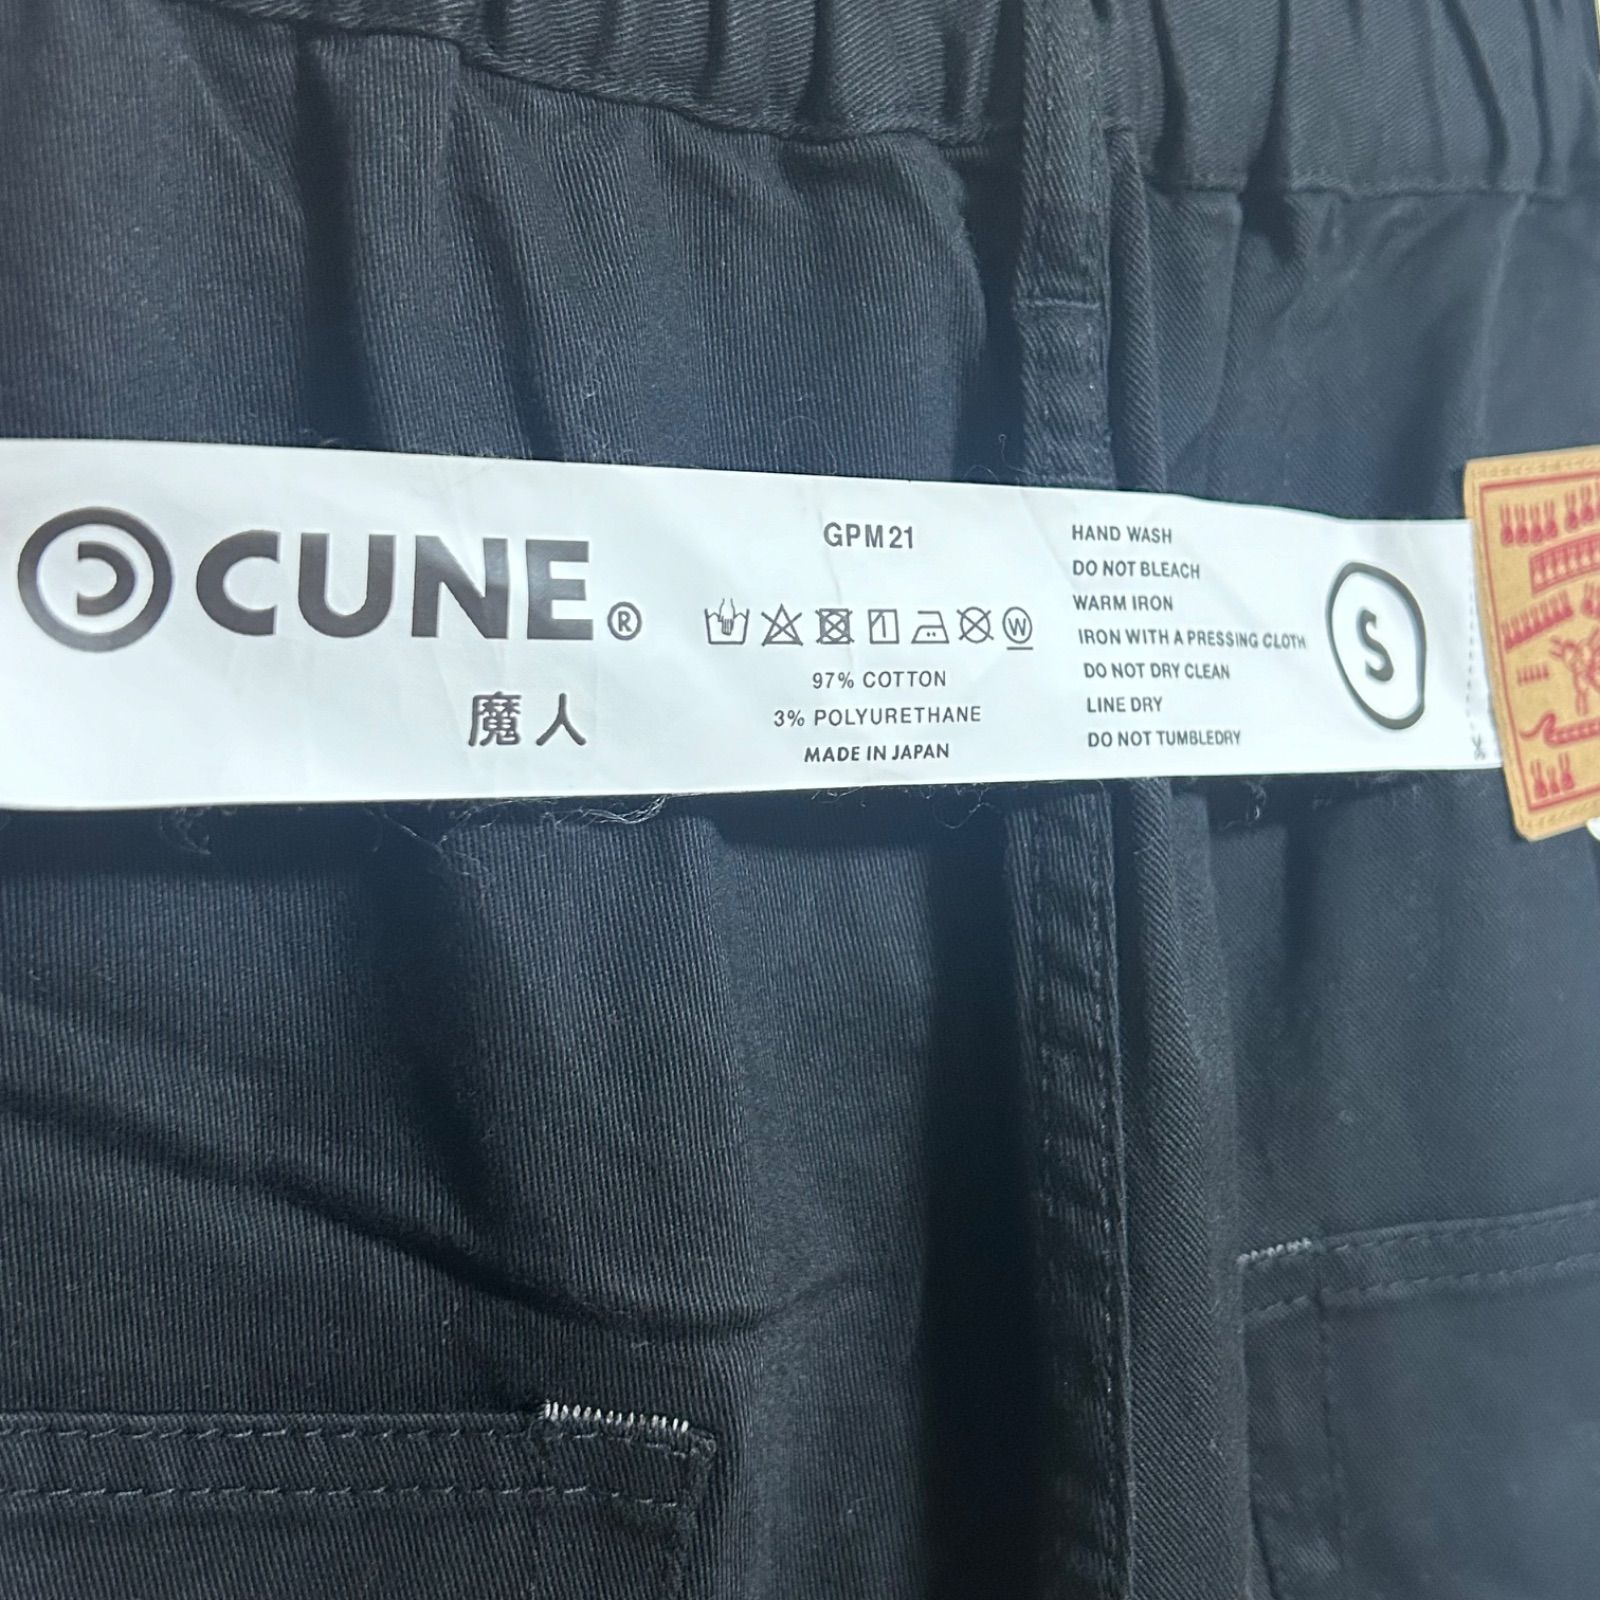 CUNE®
魔人
GPM21
W
97% COTTON
3% POLYURETHANE
MADE IN JAPAN
HAND WASH
DO NOT BLEACH
WARM IRON
IRON WITH A PRESSING CLOTH
DO NOT DRY CLEAN
LINE DRY
DO NOT TUMBLEDRY
S